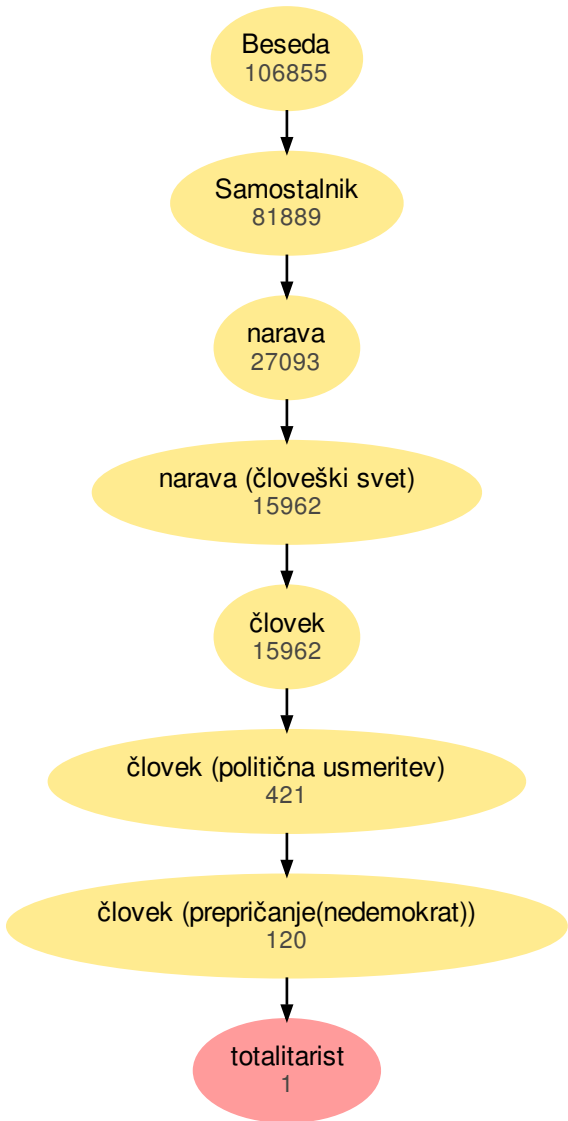 Beseda
106855
Samostalnik
81889
narava
27093
narava (človeški svet)
15962
človek
15962
človek (politična usmeritev)
421
človek (prepričanje(nedemokrat))
120
totalitarist
1